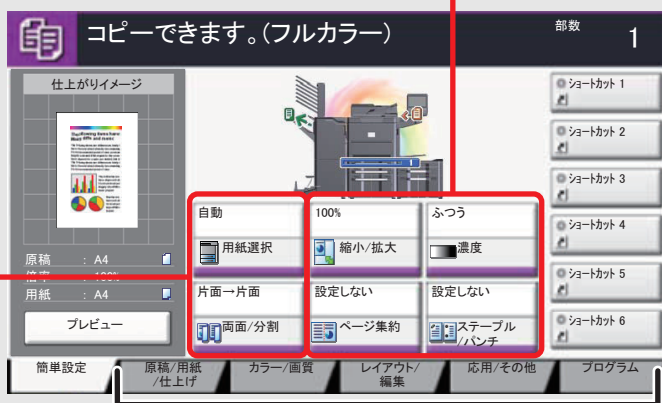 コピーできます。(フルカラー)
部数
1
仕上がりイメージ
原稿 : A4
倍率 : 100%
用紙 : A4
プレビュー
1
自動
用紙選択
100%
縮小/拡大
ふつう
濃度
片面→片面
両面/分割
設定しない
ページ集約
設定しない
ステープル
/パンチ
ショートカット 1
ショートカット 2
ショートカット 3
ショートカット 4
ショートカット 5
ショートカット 6
簡単設定
原稿/用紙
/仕上げ
カラー/画質
レイアウト/
編集
応用/その他
プログラム